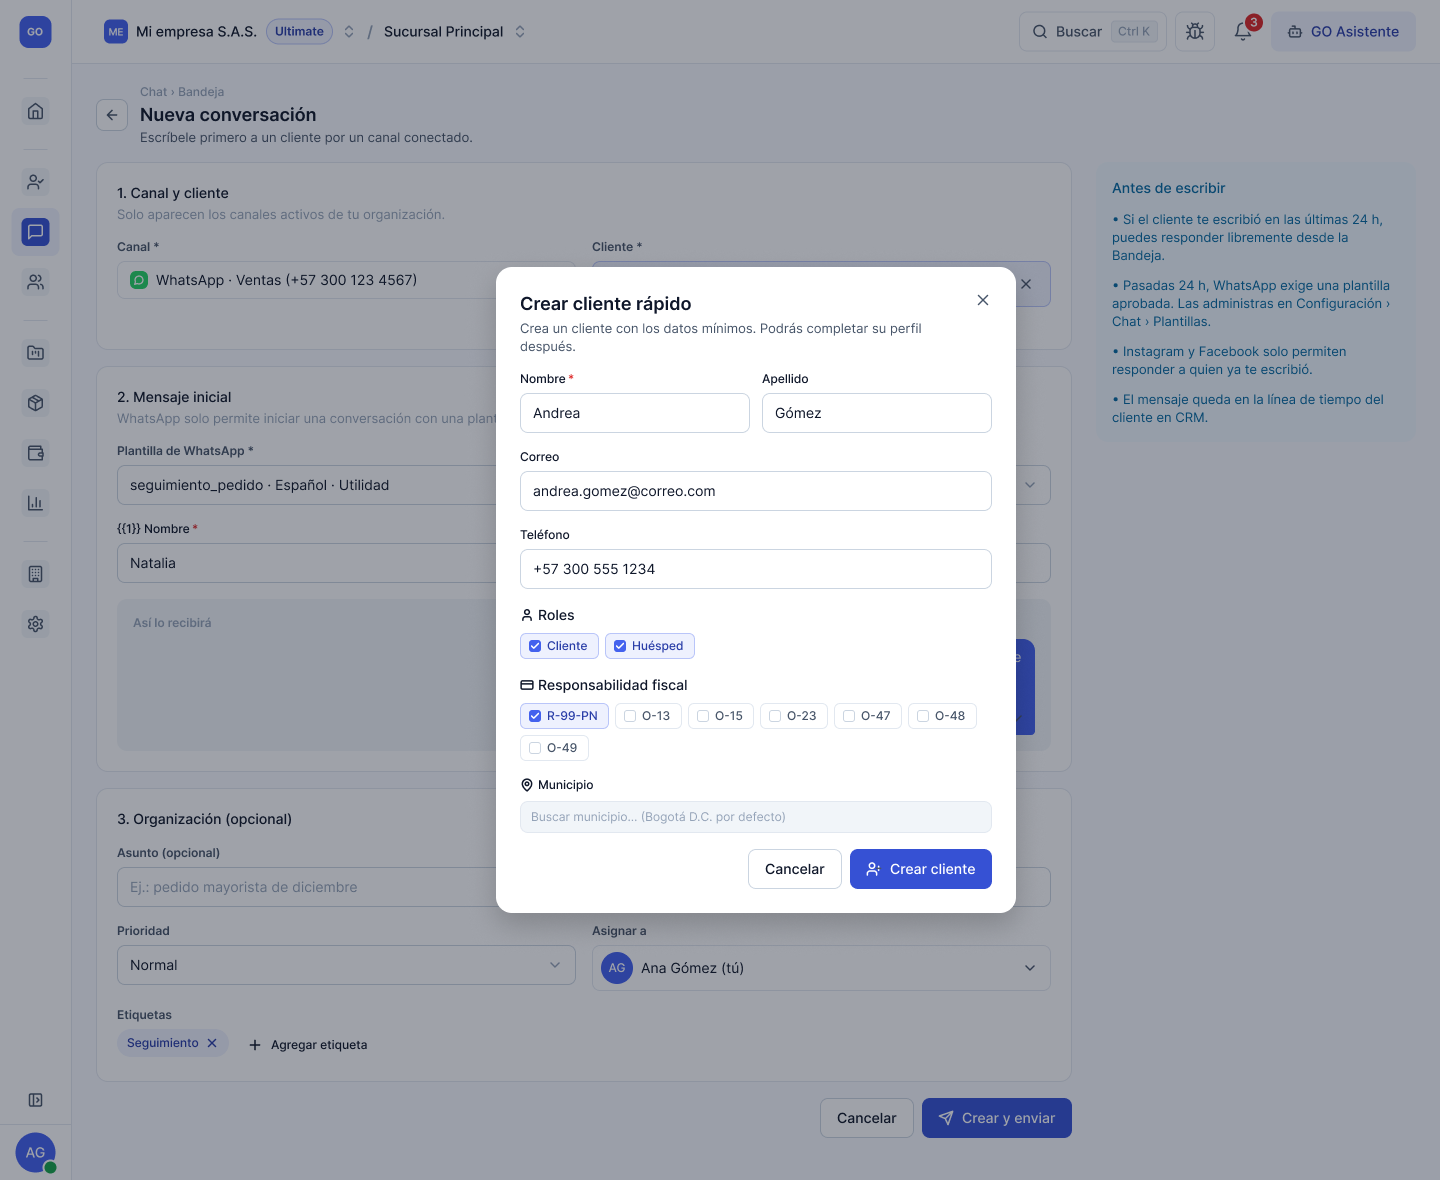 GO
ME Mi empresa S.A.S. Ultimate / Sucursal Principal
Buscar Ctrl K
3
GO Asistente
Chat › Bandeja
Nueva conversación
Escríbele primero a un cliente por un canal conectado.
1. Canal y cliente
Solo aparecen los canales activos de tu organización.
Canal *
Cliente *
WhatsApp · Ventas (+57 300 123 4567)
2. Mensaje inicial
WhatsApp solo permite iniciar una conversación con una plant
Plantilla de WhatsApp *
seguimiento_pedido · Español · Utilidad
{{1}} Nombre *
Natalia
Así lo recibirá
e
3. Organización (opcional)
Asunto (opcional)
Ej.: pedido mayorista de diciembre
Prioridad
Normal
Asignar a
AG Ana Gómez (tú)
Etiquetas
Seguimiento
Agregar etiqueta
Cancelar
Crear y enviar
AG
Antes de escribir
• Si el cliente te escribió en las últimas 24 h,
puedes responder libremente desde la
Bandeja.
• Pasadas 24 h, WhatsApp exige una plantilla
aprobada. Las administras en Configuración ›
Chat › Plantillas.
• Instagram y Facebook solo permiten
responder a quien ya te escribió.
• El mensaje queda en la línea de tiempo del
cliente en CRM.
Crear cliente rápido
Crea un cliente con los datos mínimos. Podrás completar su perfil
después.
Nombre *
Apellido
Andrea
Gómez
Correo
andrea.gomez@correo.com
Teléfono
+57 300 555 1234
Roles
Cliente
Huésped
Responsabilidad fiscal
R-99-PN
O-13
O-15
O-23
O-47
O-48
O-49
Municipio
Buscar municipio... (Bogotá D.C. por defecto)
Cancelar
Crear cliente